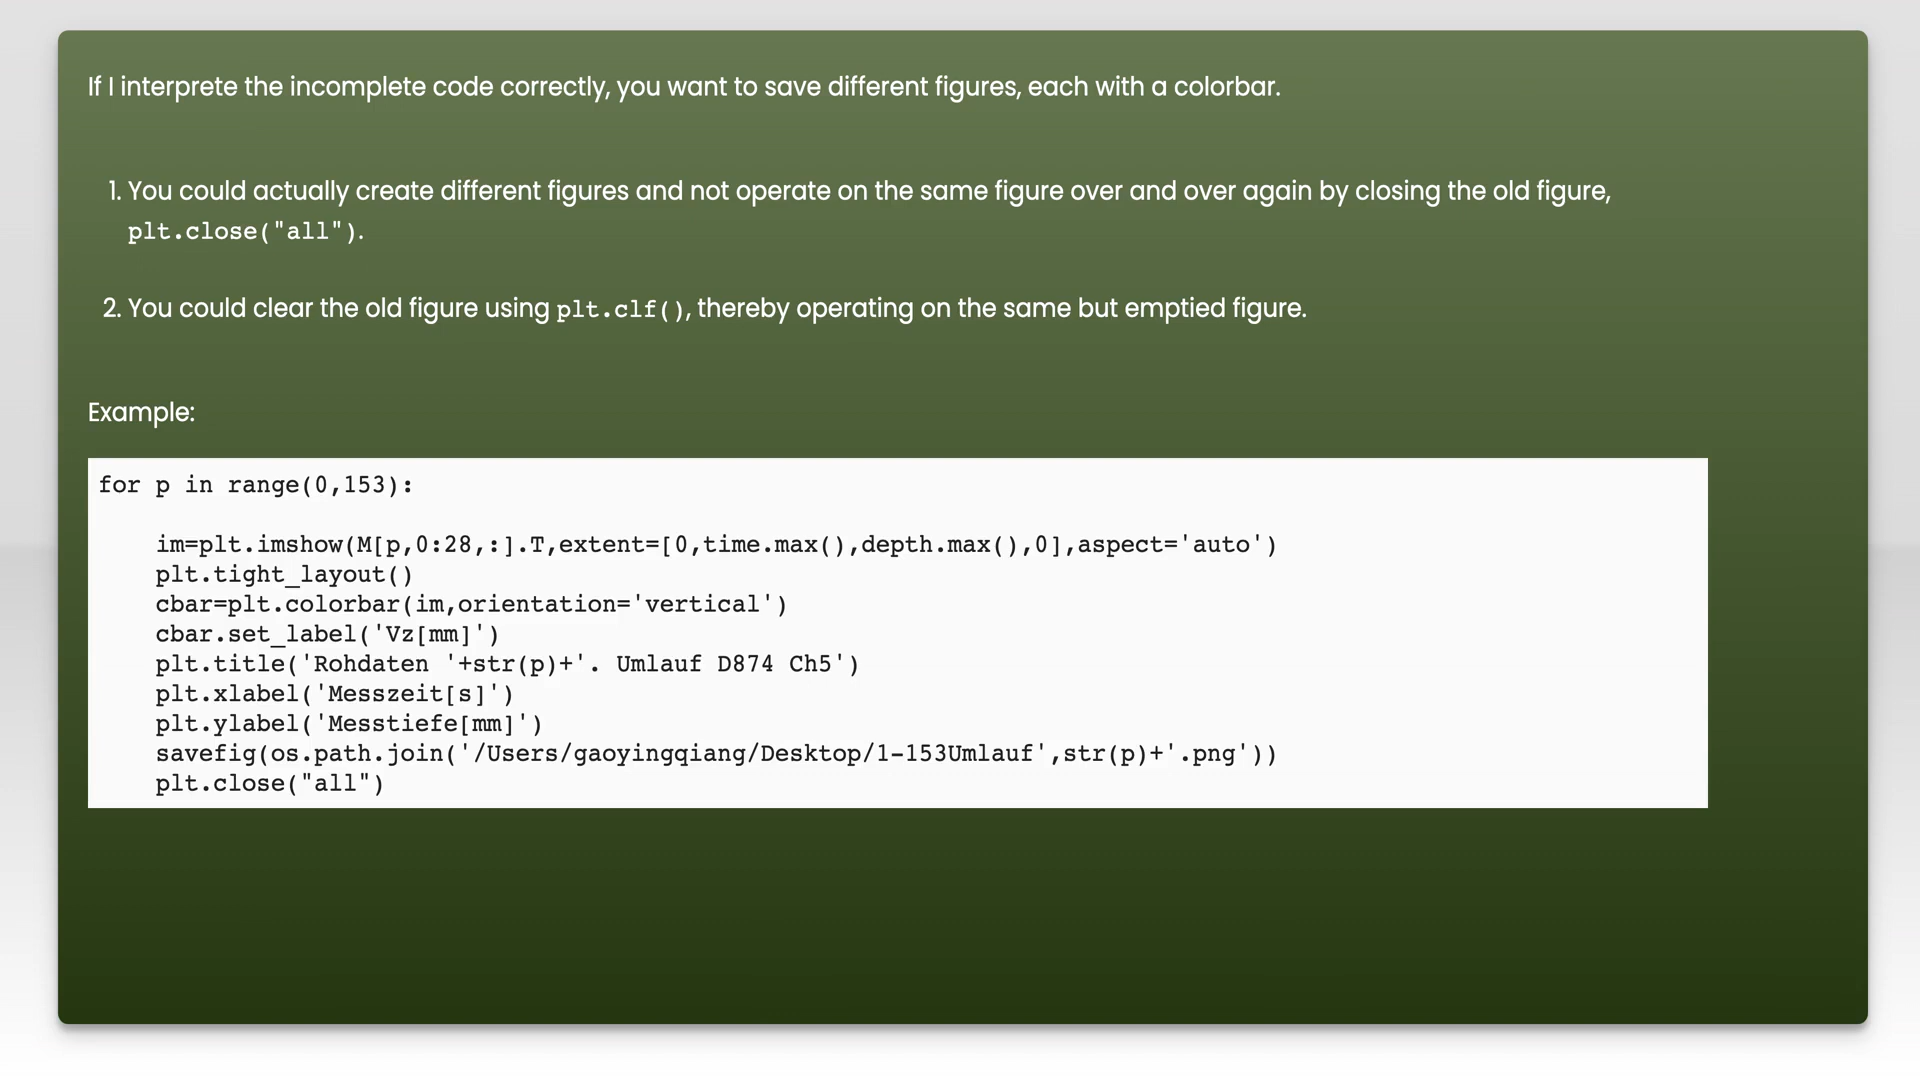 If I interprete the incomplete code correctly, you want to save different figures, each with a colorbar.
1. You could actually create different figures and not operate on the same figure over and over again by closing the old figure,
plt.close("all").
2. You could clear the old figure using plt.clf(), thereby operating on the same but emptied figure.
Example:
for p in range(0,153):
    im=plt.imshow(M[p,0:28,:].T,extent=[0,time.max(),depth.max(),0],aspect='auto')
    plt.tight_layout()
    cbar=plt.colorbar(im,orientation='vertical')
    cbar.set_label('Vz[mm]')
    plt.title('Rohdaten '+str(p)+'. Umlauf D874 Ch5')
    plt.xlabel('Messzeit[s]')
    plt.ylabel('Messtiefe[mm]')
    savefig(os.path.join('/Users/gaoyingqiang/Desktop/1-153Umlauf',str(p)+'.png'))
    plt.close("all")